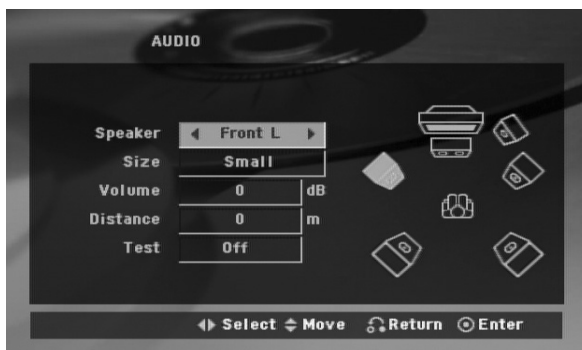 AUDIO
Speaker ◀ Front L ▶
Size Small
Volume 0 dB
Distance 0 m
Test Off
◀▶ Select ▲▼ Move Return Enter